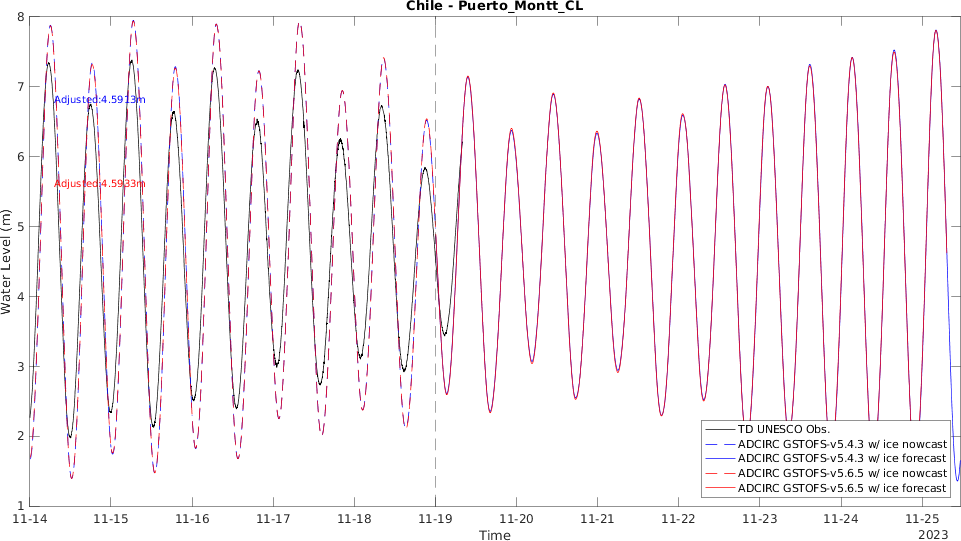 Chile - Puerto_Montt_CL
8
7
6
5
4
3
2
1
Water Level (m)
Adjusted:4.5913m
Adjusted:4.5933m
TD UNESCO Obs.
ADCIRC GSTOFS-v5.4.3 w/ ice nowcast
ADCIRC GSTOFS-v5.4.3 w/ ice forecast
ADCIRC GSTOFS-v5.6.5 w/ ice nowcast
ADCIRC GSTOFS-v5.6.5 w/ ice forecast
11-14 11-15 11-16 11-17 11-18 11-19 11-20 11-21 11-22 11-23 11-24 11-25
Time
2023